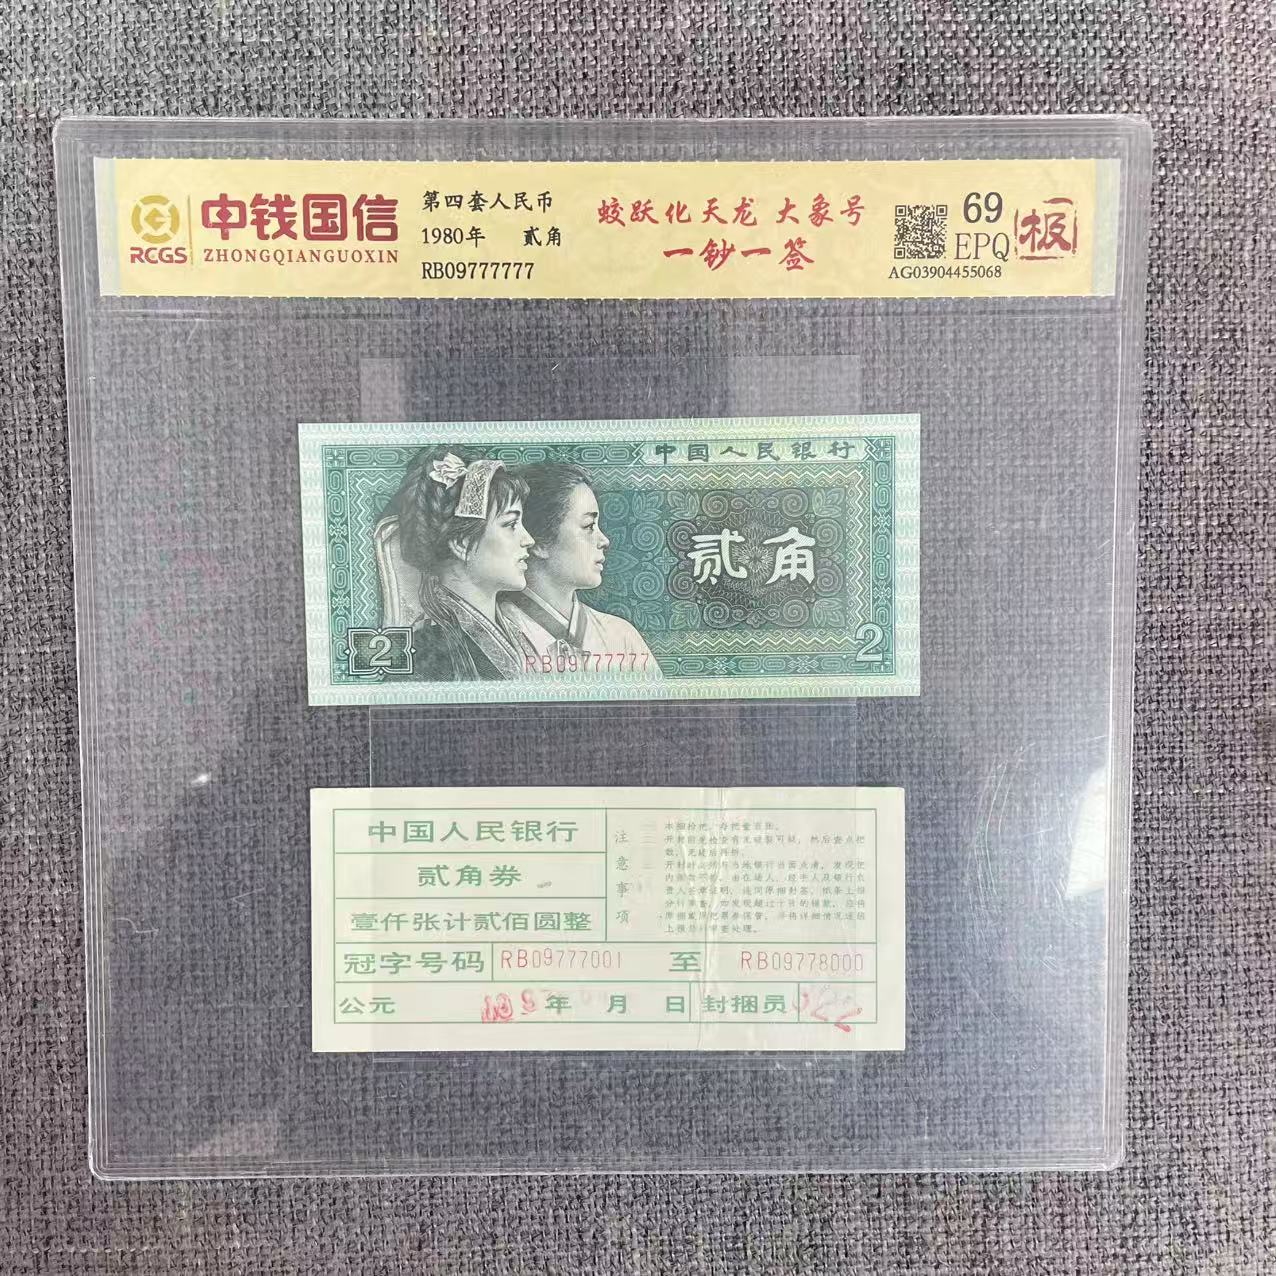 RCGS
中钱国信
ZHONGQIANGUOXIN
第四套人民币
1980年 贰角
RB09777777
蛟跃化天龙 大象号
一钞一签
69
EPQ
AG03904455068
一板
中国人民银行
贰角
2
2
RB09777777
中国人民银行
贰角券
壹仟张计贰佰圆整
注意事项
冠字号码 RB09777001 至 RB09778000
公元 年 月 日 封捆员